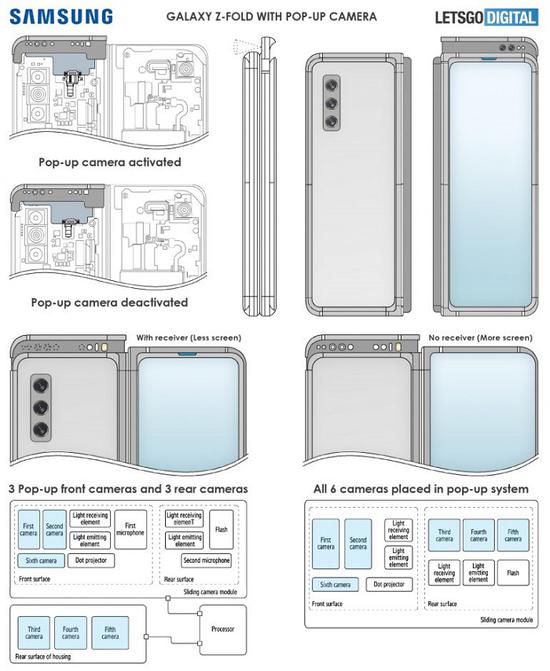 SAMSUNG
GALAXY Z-FOLD WITH POP-UP CAMERA
LETSGODIGITAL
Pop-up camera activated
Pop-up camera deactivated
With receiver (Less screen)
No receiver (More screen)
3 Pop-up front cameras and 3 rear cameras
First camera
Second camera
Light receiving element
Light emitting element
First microphone
Sixth camera
Dot projector
Front surface
Light receiving elemenT
Light emitting element
Flash
Second microphone
Rear surface
Sliding camera module
Third camera
Fourth camera
Fifth camera
Rear surface of housing
Processor
All 6 cameras placed in pop-up system
First camera
Second camera
Light receiving element
Light emitting element
Sixth camera
Dot projector
Front surface
Third camera
Fourth camera
Fifth camera
Light receiving element
Light emitting element
Flash
Rear surface
Sliding camera module